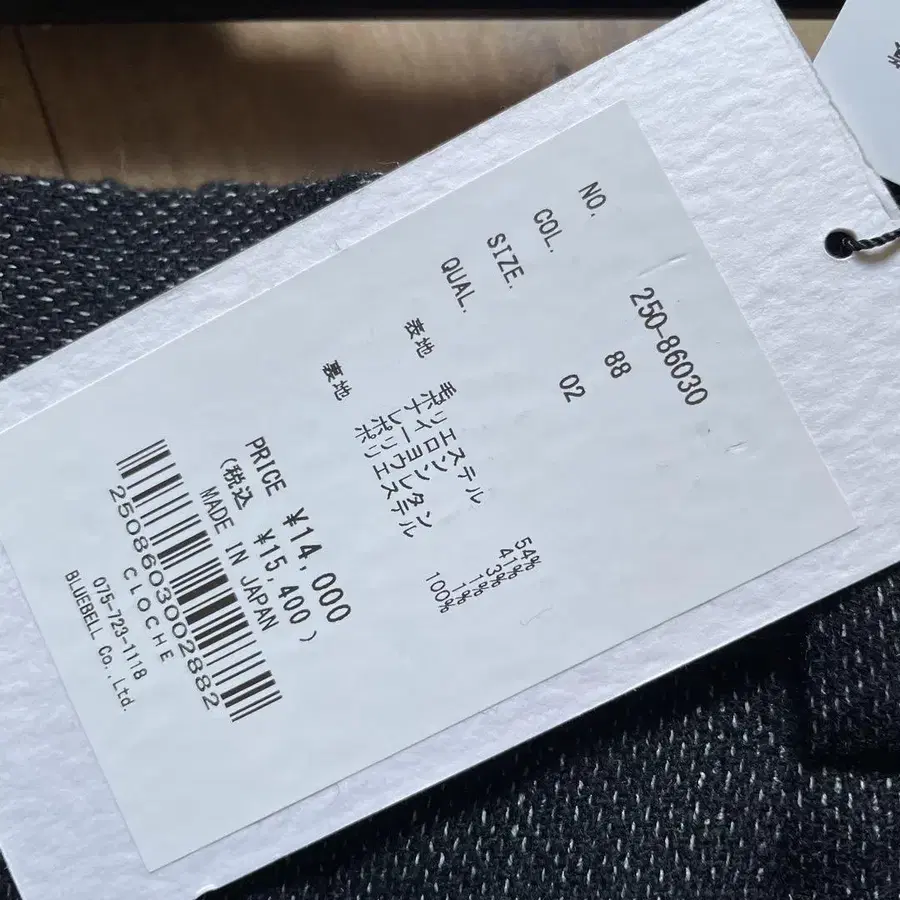 NO. 250-86030
COL. 88
SIZE. 02
QUAL.
表地 毛 54%
ポリエステル 41%
ナイロン 3%
レーヨン 1%
ポリウレタン 1%
裏地 ポリエステル 100%
PRICE ¥14,000
(税込 ¥15,400)
MADE IN JAPAN
2508603002882
CLOCHE
075-723-1118
BLUEBELL Co.,Ltd.